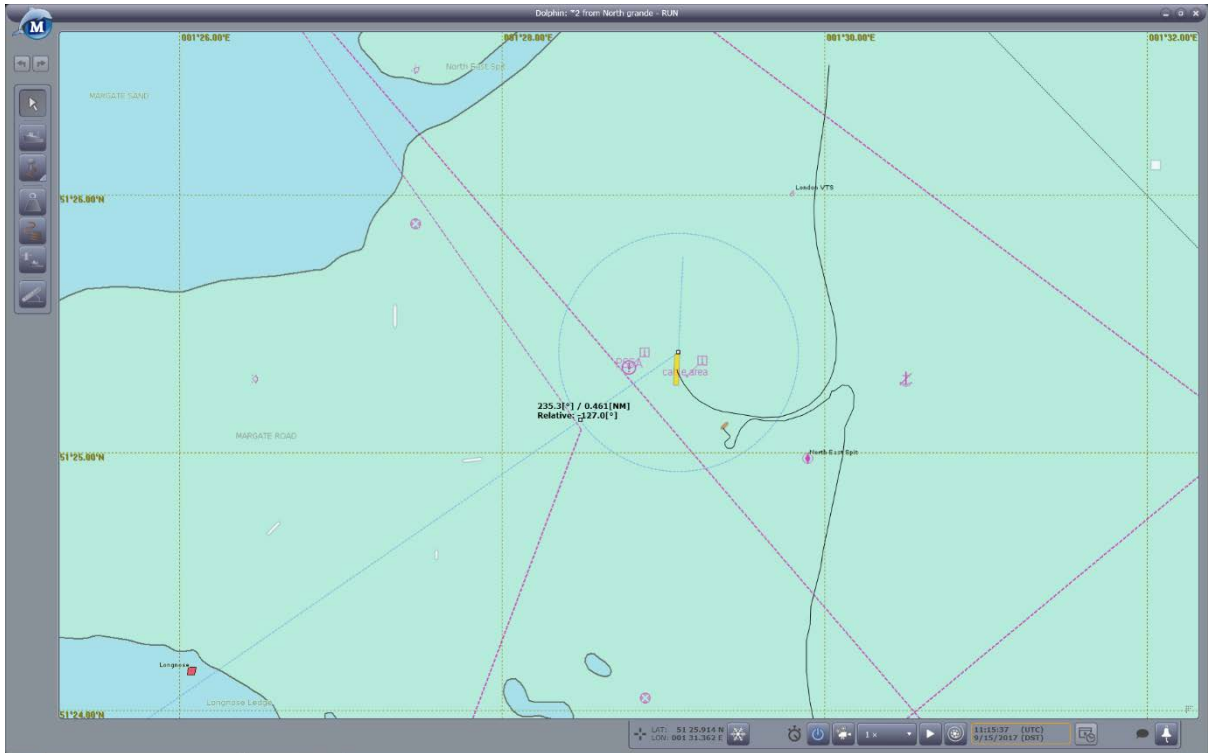 Dolphin: "2 from North grande - RUN
M
001°26.00'E
001°28.00'E
001°30.00'E
001°32.00'E
North East Spit
MARGATE SAND
London VTS
51°26.00'N
235.3[°] / 0.461[NM]
Relative: -127.0[°]
MARGATE ROAD
51°25.00'N
North East Spit
Longnose
Longnose Ledge
51°24.00'N
LAT: 51 25.914 N
LON: 001 31.362 E
1 x
11:15:37 (UTC)
9/15/2017 (DST)